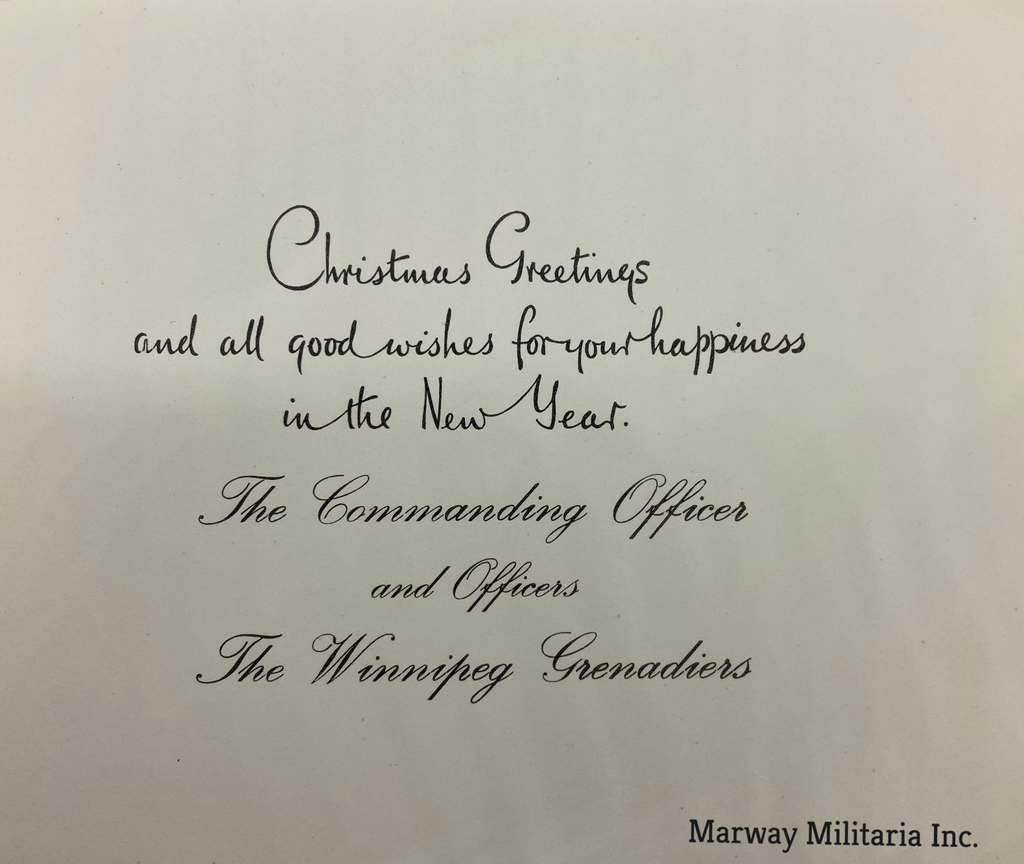 Christmas Greetings
and all good wishes for your happiness
in the New Year.
The Commanding Officer
and Officers
The Winnipeg Grenadiers
Marway Militaria Inc.